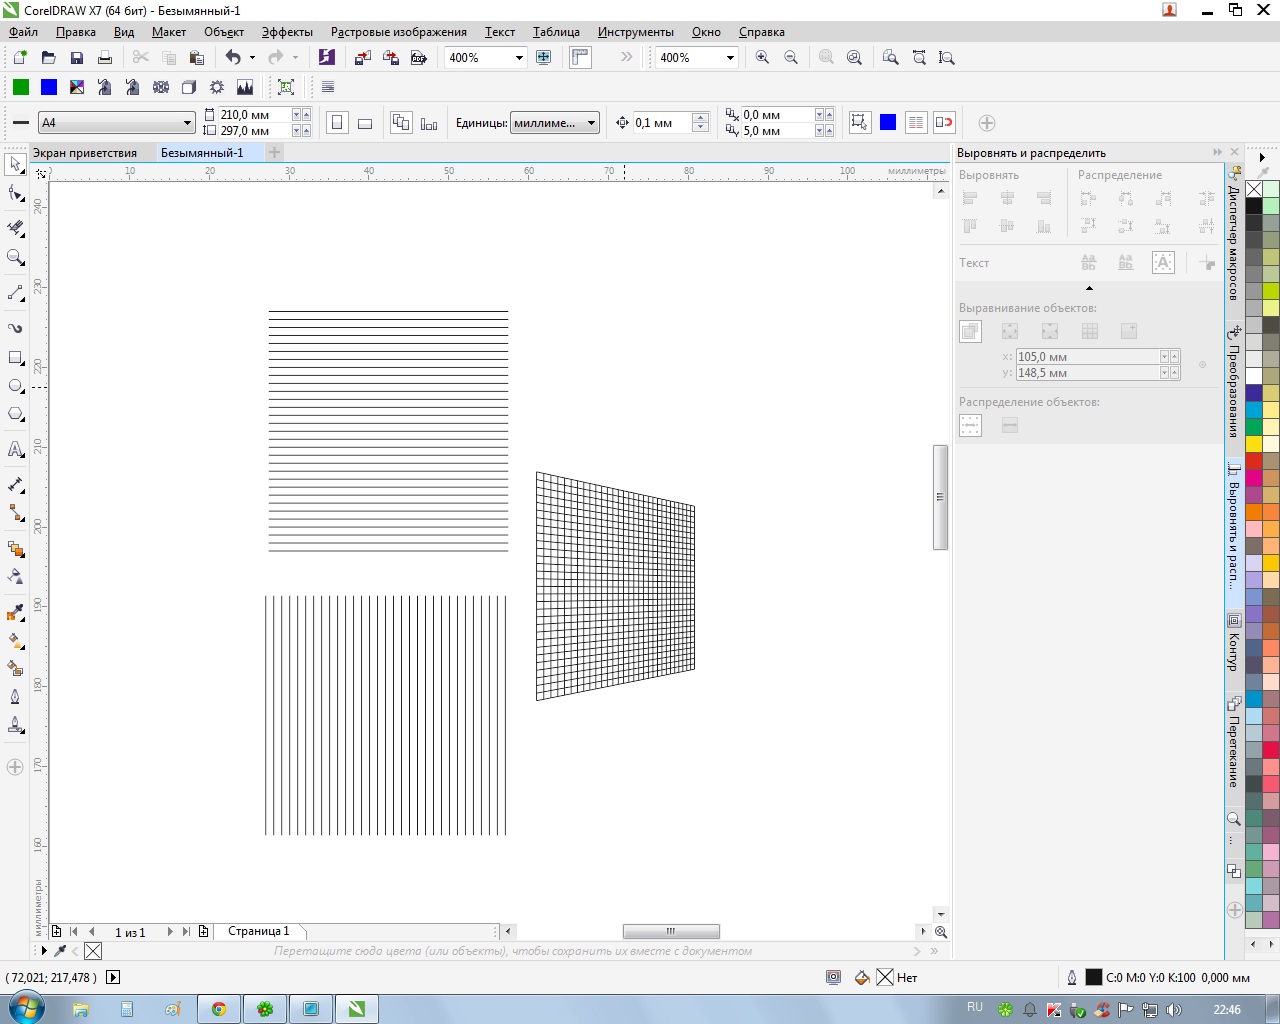 CorelDRAW X7 (64 бит) - Безымянный-1
Файл Правка Вид Макет Объект Эффекты Растровые изображения Текст Таблица Инструменты Окно Справка
400% 400%
A4 210,0 мм 297,0 мм Единицы: миллиме... 0,1 мм 0,0 мм 5,0 мм
Экран приветствия Безымянный-1
Выровнять и распределить
0 10 20 30 40 50 60 70 80 90 100 миллиметры
240
230
220
210
200
190
180
170
160
миллиметры
Выровнять Распределение
Текст
Выравнивание объектов:
x: 105,0 мм
y: 148,5 мм
Распределение объектов:
Диспетчер макросов
Преобразования
Выровнять и расп...
Контур
Перетекание
1 из 1 Страница 1
Перетащите сюда цвета (или объекты), чтобы сохранить их вместе с документом
( 72,021; 217,478 ) Нет C:0 M:0 Y:0 K:100 0,000 мм
RU 22:46